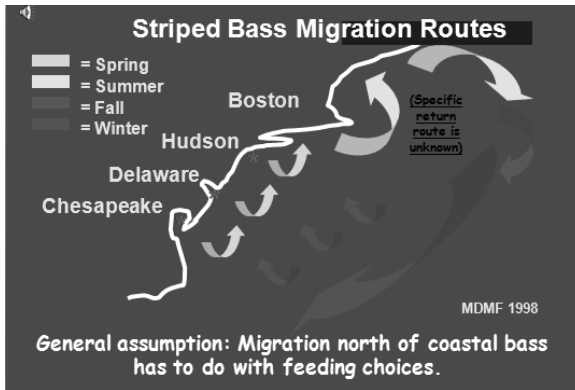 Striped Bass Migration Routes
= Spring
= Summer
= Fall
= Winter
Boston
Hudson
Delaware
Chesapeake
(Specific
return
route is
unknown)
MDMF 1998
General assumption: Migration north of coastal bass
has to do with feeding choices.